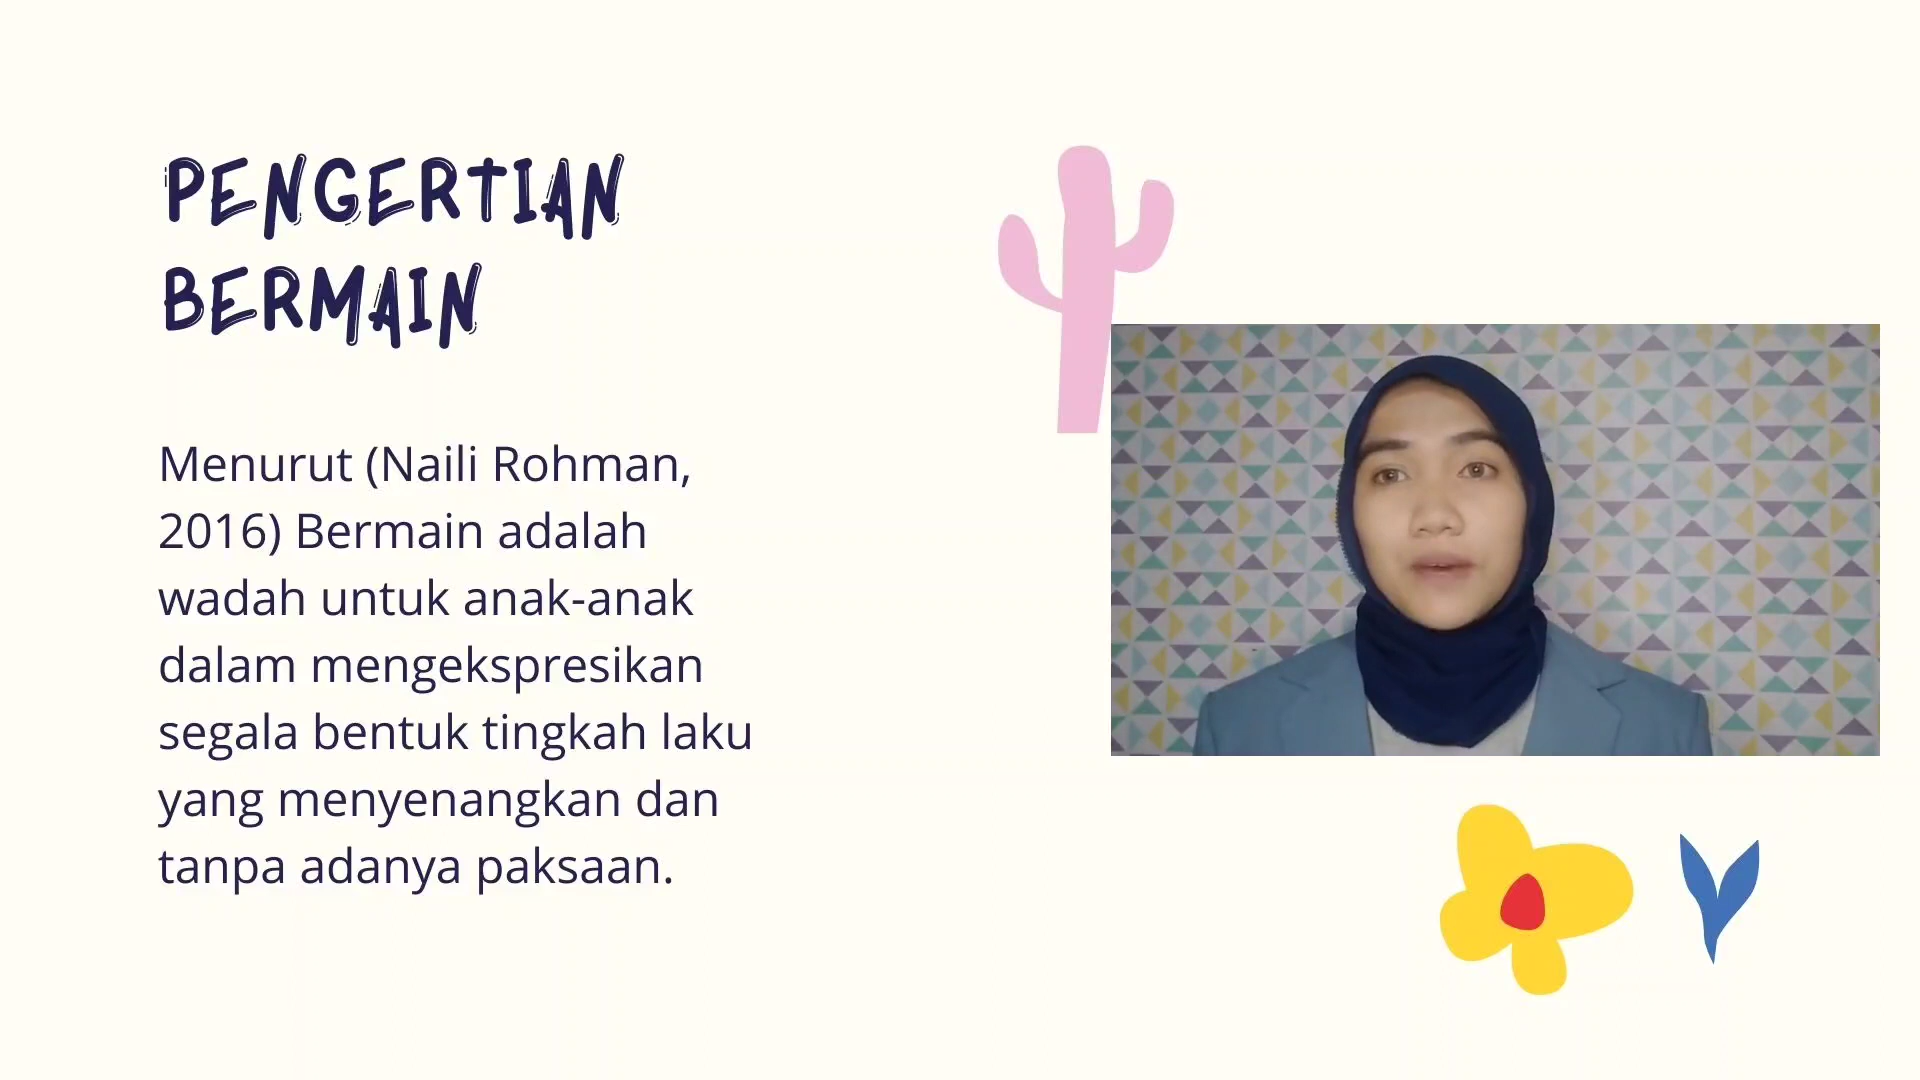 PENGERTIAN
BERMAIN
Menurut (Naili Rohman,
2016) Bermain adalah
wadah untuk anak-anak
dalam mengekspresikan
segala bentuk tingkah laku
yang menyenangkan dan
tanpa adanya paksaan.